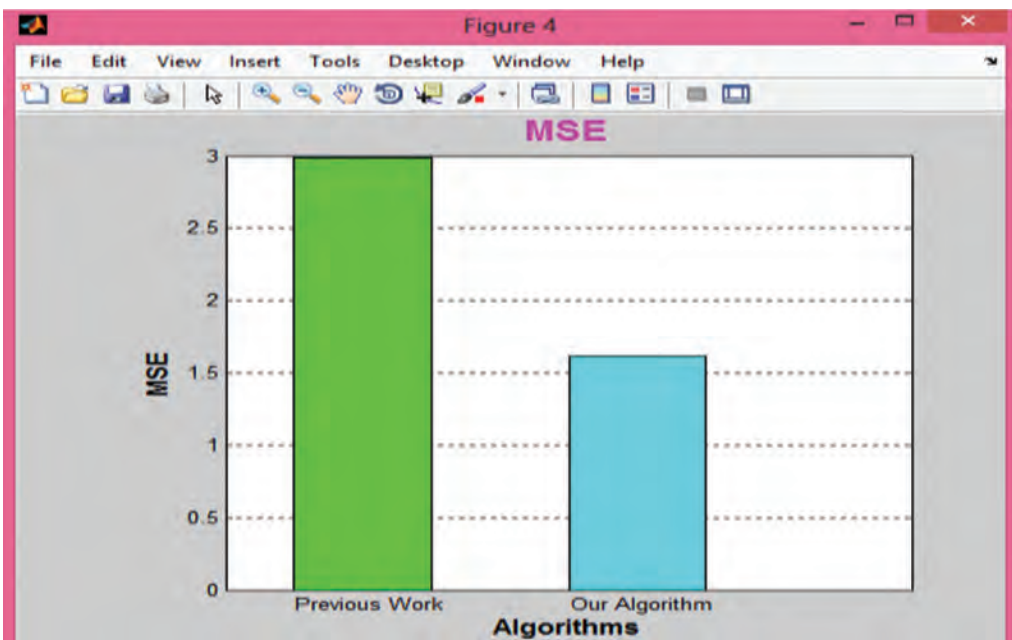 Figure 4
File Edit View Insert Tools Desktop Window Help
MSE
3
2.5
2
1.5
1
0.5
0
MSE
Previous Work Our Algorithm
Algorithms